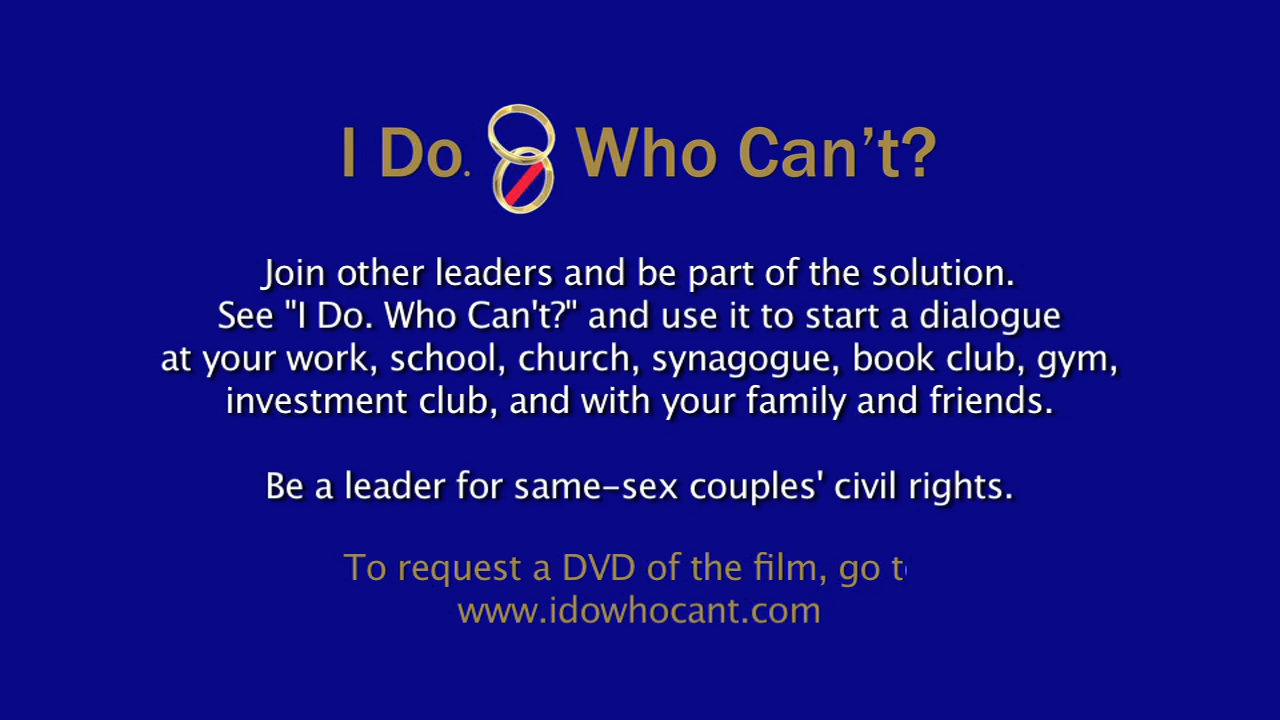 I Do. Who Can’t?
Join other leaders and be part of the solution.
See "I Do. Who Can't?" and use it to start a dialogue
at your work, school, church, synagogue, book club, gym,
investment club, and with your family and friends.
Be a leader for same-sex couples' civil rights.
To request a DVD of the film, go
www.idowhocant.com